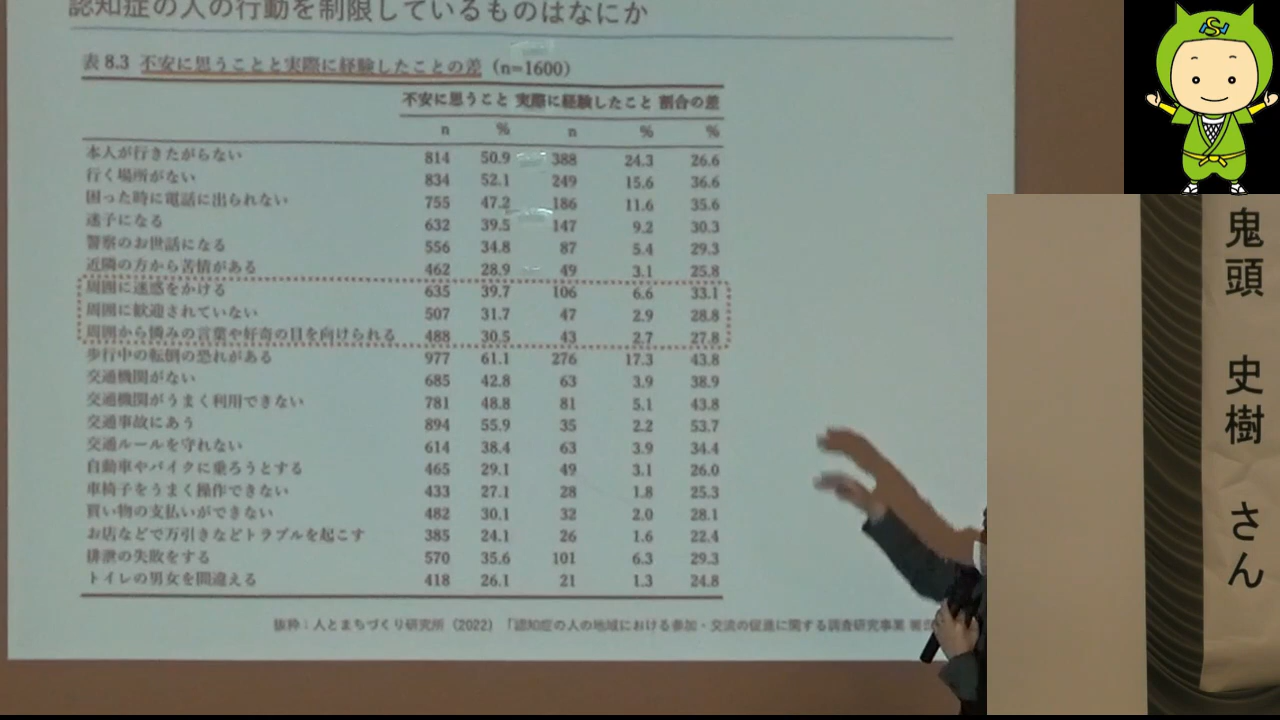 認知症の人の行動を制限しているものはなにか
表 8.3 不安に思うことと実際に経験したことの差（n=1600）
不安に思うこと 実際に経験したこと 割合の差
n % n % %
本人が行きたがらない 814 50.9 388 24.3 26.6
行く場所がない 834 52.1 249 15.6 36.6
困った時に電話に出られない 755 47.2 186 11.6 35.6
迷子になる 632 39.5 147 9.2 30.3
警察のお世話になる 556 34.8 87 5.4 29.3
近隣の方から苦情がある 462 28.9 49 3.1 25.8
周囲に迷惑をかける 635 39.7 106 6.6 33.1
周囲に歓迎されていない 507 31.7 47 2.9 28.8
周囲から憐みの言葉や好奇の目を向けられる 488 30.5 43 2.7 27.8
歩行中の転倒の恐れがある 977 61.1 276 17.3 43.8
交通機関がない 685 42.8 63 3.9 38.9
交通機関がうまく利用できない 781 48.8 81 5.1 43.8
交通事故にあう 894 55.9 35 2.2 53.7
交通ルールを守れない 614 38.4 63 3.9 34.4
自動車やバイクに乗ろうとする 465 29.1 49 3.1 26.0
車椅子をうまく操作できない 433 27.1 28 1.8 25.3
買い物の支払いができない 482 30.1 32 2.0 28.1
お店などで万引きなどトラブルを起こす 385 24.1 26 1.6 22.4
排泄の失敗をする 570 35.6 101 6.3 29.3
トイレの男女を間違える 418 26.1 21 1.3 24.8
抜粋：人とまちづくり研究所（2022）「認知症の人の地域における参加・交流の促進に関する調査研究事業
S
鬼頭 史樹 さん